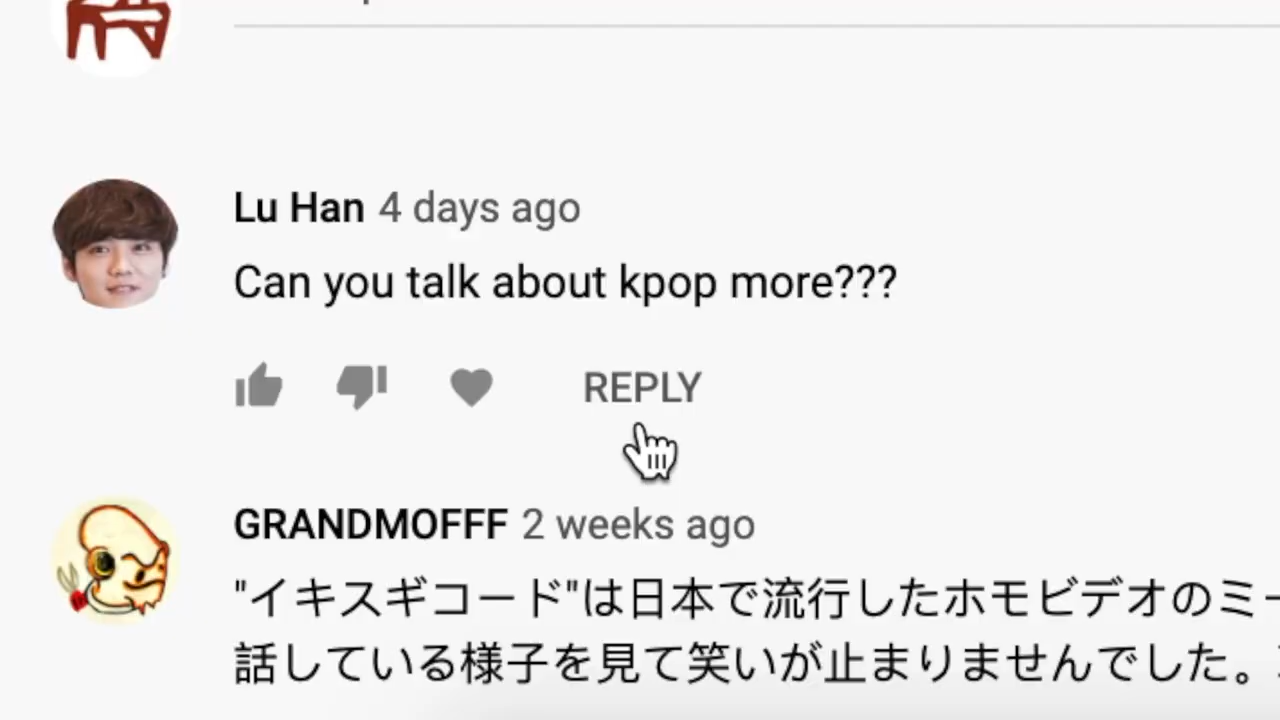 Lu Han 4 days ago
Can you talk about kpop more???
REPLY
GRANDMOFFF 2 weeks ago
"イキスギコード"は日本で流行したホモビデオのミー
話している様子を見て笑いが止まりませんでした。